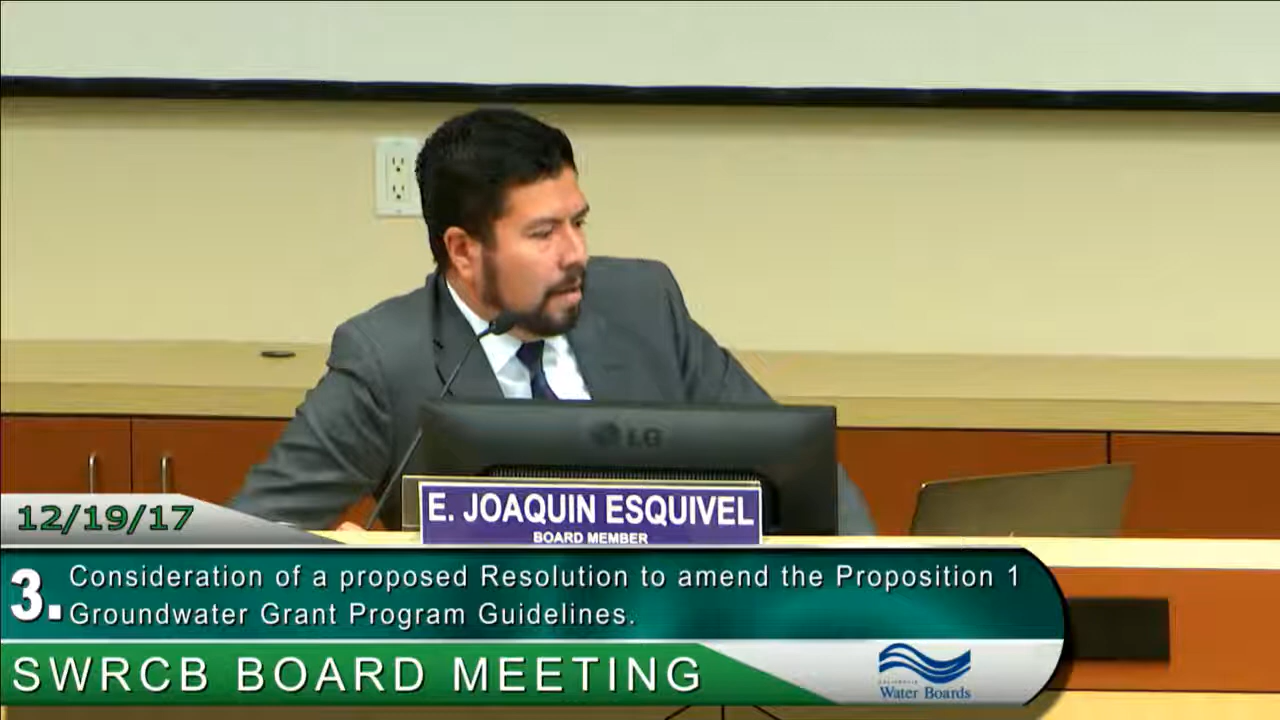 LG
E. JOAQUIN ESQUIVEL
BOARD MEMBER
12/19/17
3. Consideration of a proposed Resolution to amend the Proposition 1
Groundwater Grant Program Guidelines.
SWRCB BOARD MEETING
CALIFORNIA
Water Boards